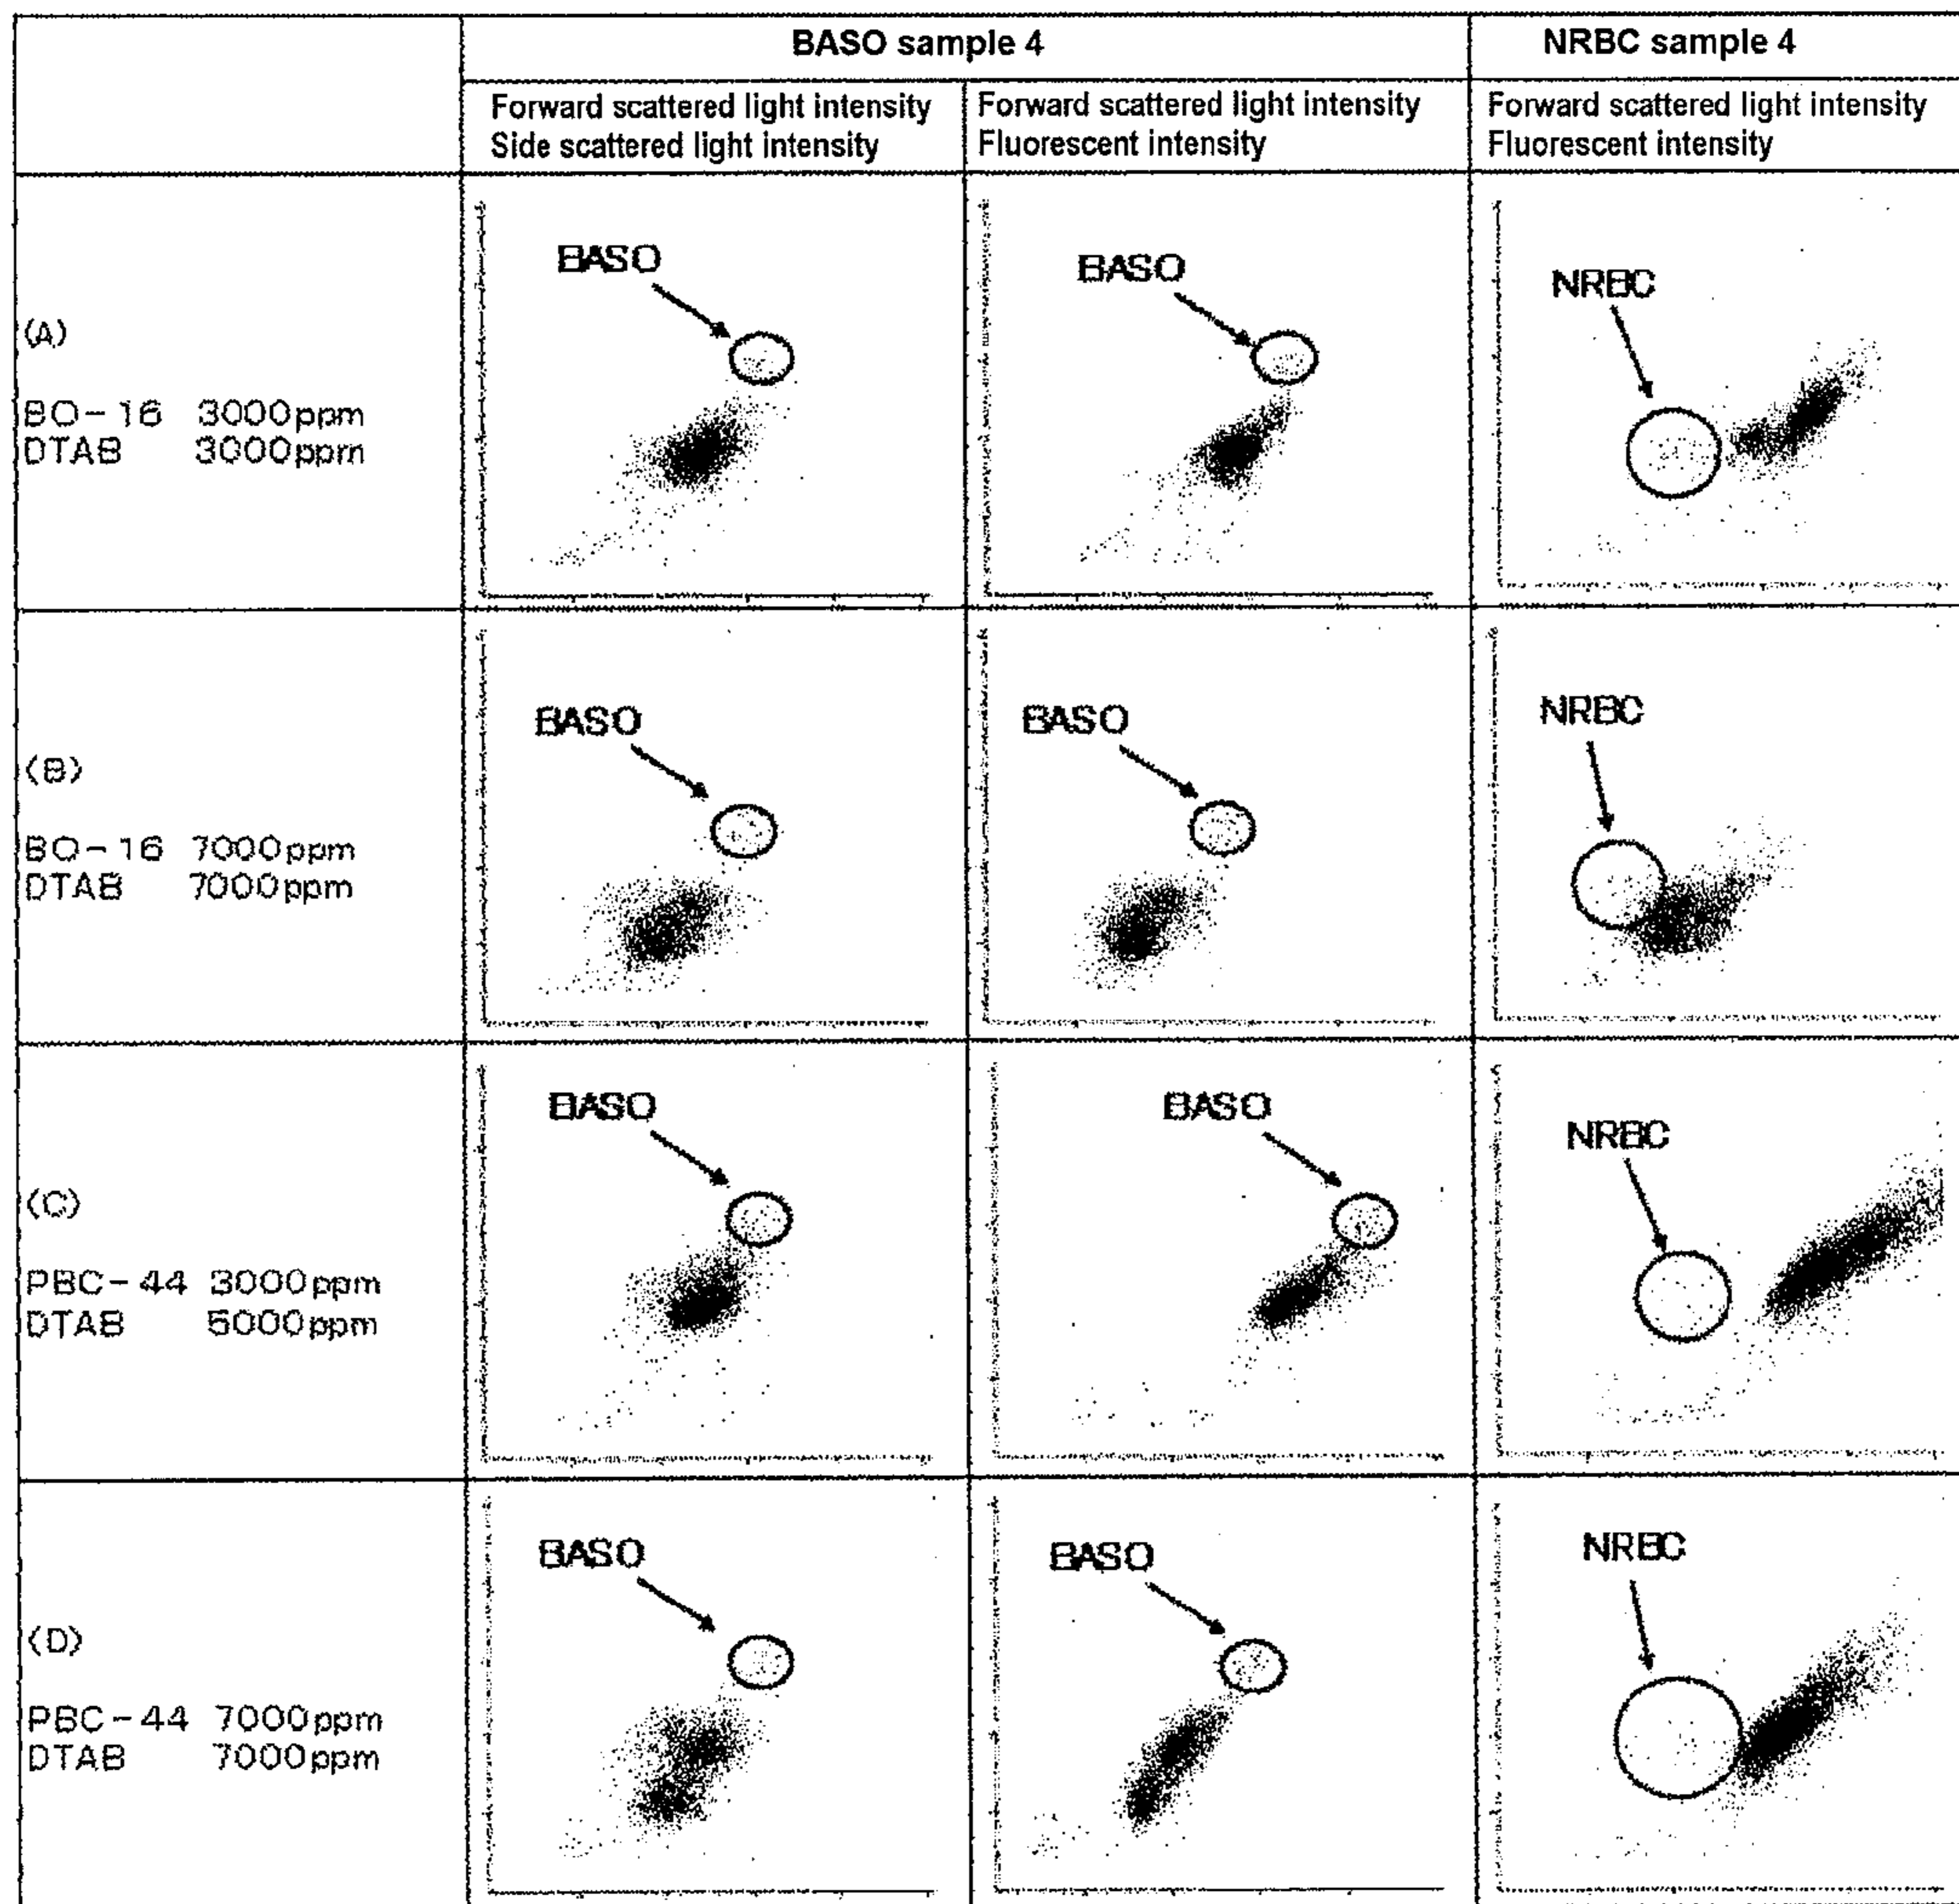 BASO sample 4
NRBC sample 4
Forward scattered light intensity
Side scattered light intensity
Forward scattered light intensity
Fluorescent intensity
Forward scattered light intensity
Fluorescent intensity
(A)
BO-16 3000ppm
DTAB 3000ppm
BASO
BASO
NRBC
(B)
BO-16 7000ppm
DTAB 7000ppm
BASO
BASO
NRBC
(C)
PBC-44 3000ppm
DTAB 5000ppm
BASO
BASO
NRBC
(D)
PBC-44 7000ppm
DTAB 7000ppm
BASO
BASO
NRBC